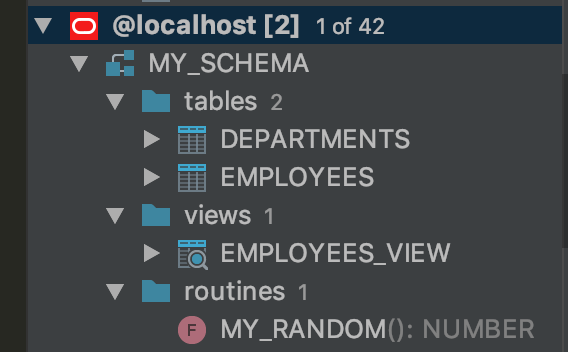 @localhost [2] 1 of 42
MY_SCHEMA
tables 2
DEPARTMENTS
EMPLOYEES
views 1
EMPLOYEES_VIEW
routines 1
F MY_RANDOM(): NUMBER